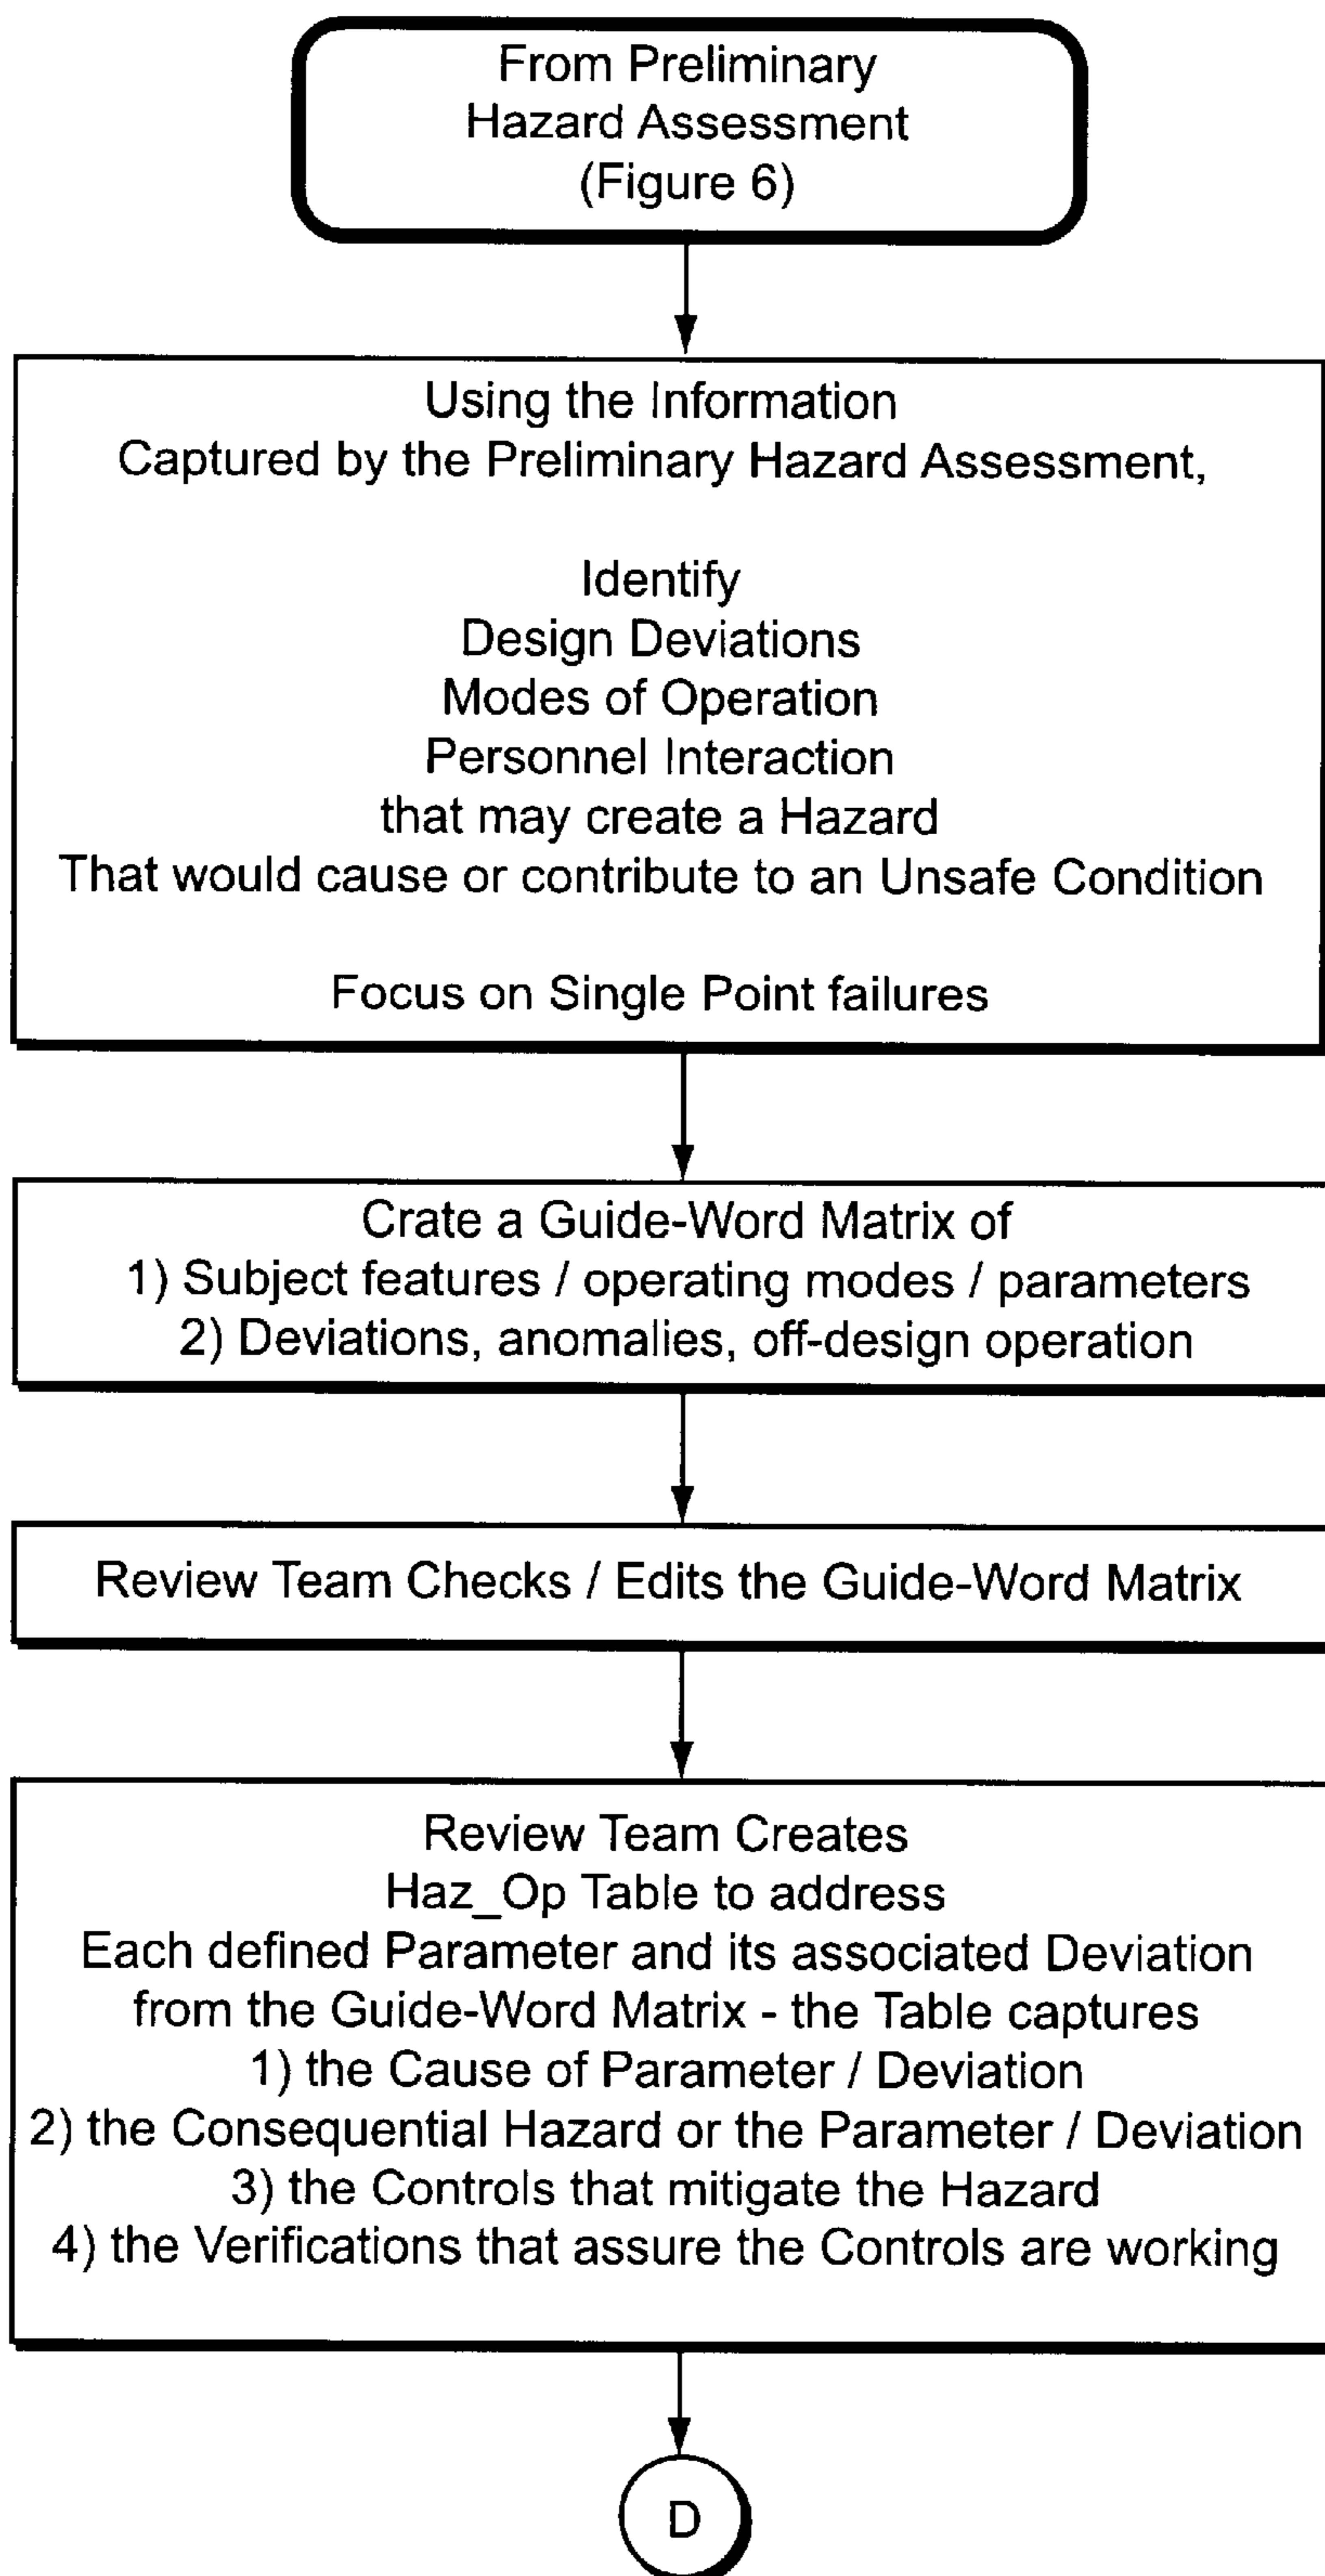 From Preliminary
Hazard Assessment
(Figure 6)
Using the Information
Captured by the Preliminary Hazard Assessment,
Identify
Design Deviations
Modes of Operation
Personnel Interaction
that may create a Hazard
That would cause or contribute to an Unsafe Condition
Focus on Single Point failures
Crate a Guide-Word Matrix of
1) Subject features / operating modes / parameters
2) Deviations, anomalies, off-design operation
Review Team Checks / Edits the Guide-Word Matrix
Review Team Creates
Haz_Op Table to address
Each defined Parameter and its associated Deviation
from the Guide-Word Matrix - the Table captures
1) the Cause of Parameter / Deviation
2) the Consequential Hazard or the Parameter / Deviation
3) the Controls that mitigate the Hazard
4) the Verifications that assure the Controls are working
D